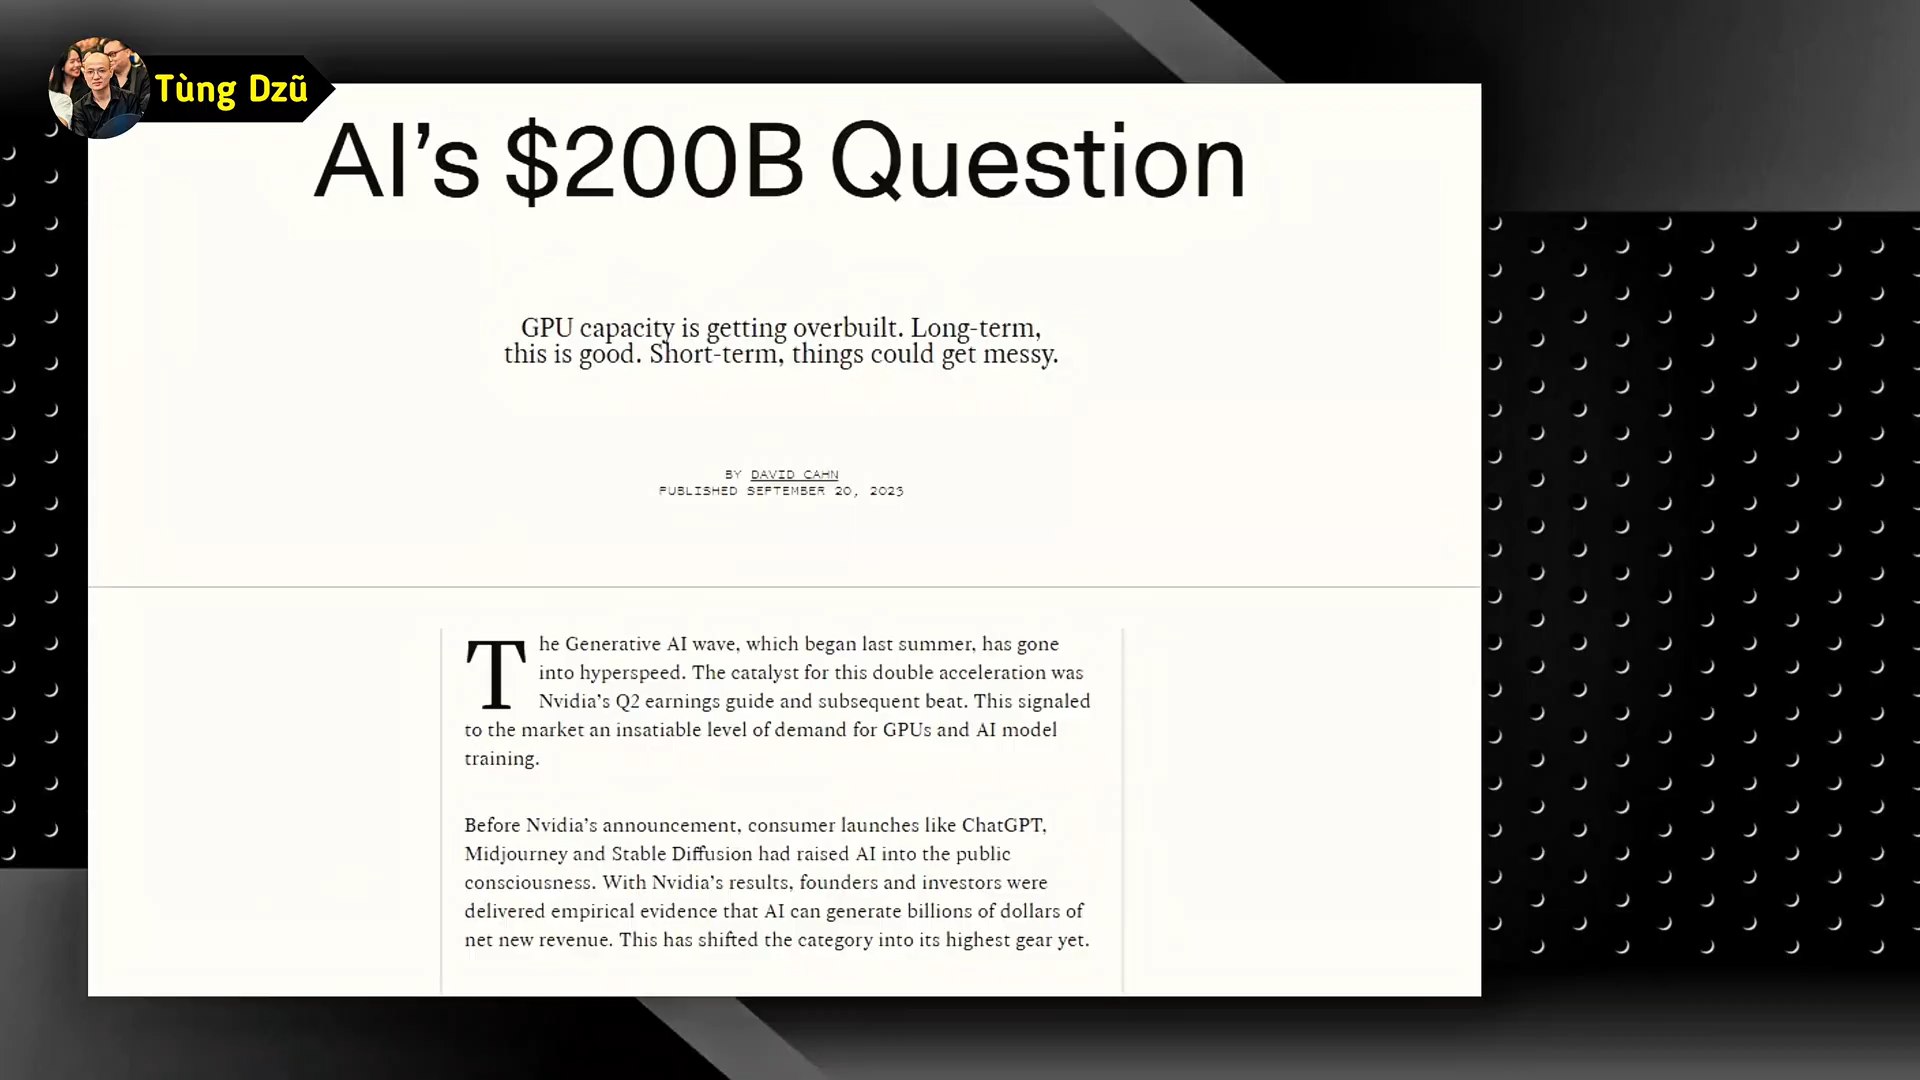 Tùng Dzũ
AI’s $200B Question
GPU capacity is getting overbuilt. Long-term,
this is good. Short-term, things could get messy.
BY DAVID CAHN
PUBLISHED SEPTEMBER 20, 2023
The Generative AI wave, which began last summer, has gone
into hyperspeed. The catalyst for this double acceleration was
Nvidia’s Q2 earnings guide and subsequent beat. This signaled
to the market an insatiable level of demand for GPUs and AI model
training.
Before Nvidia’s announcement, consumer launches like ChatGPT,
Midjourney and Stable Diffusion had raised AI into the public
consciousness. With Nvidia’s results, founders and investors were
delivered empirical evidence that AI can generate billions of dollars of
net new revenue. This has shifted the category into its highest gear yet.